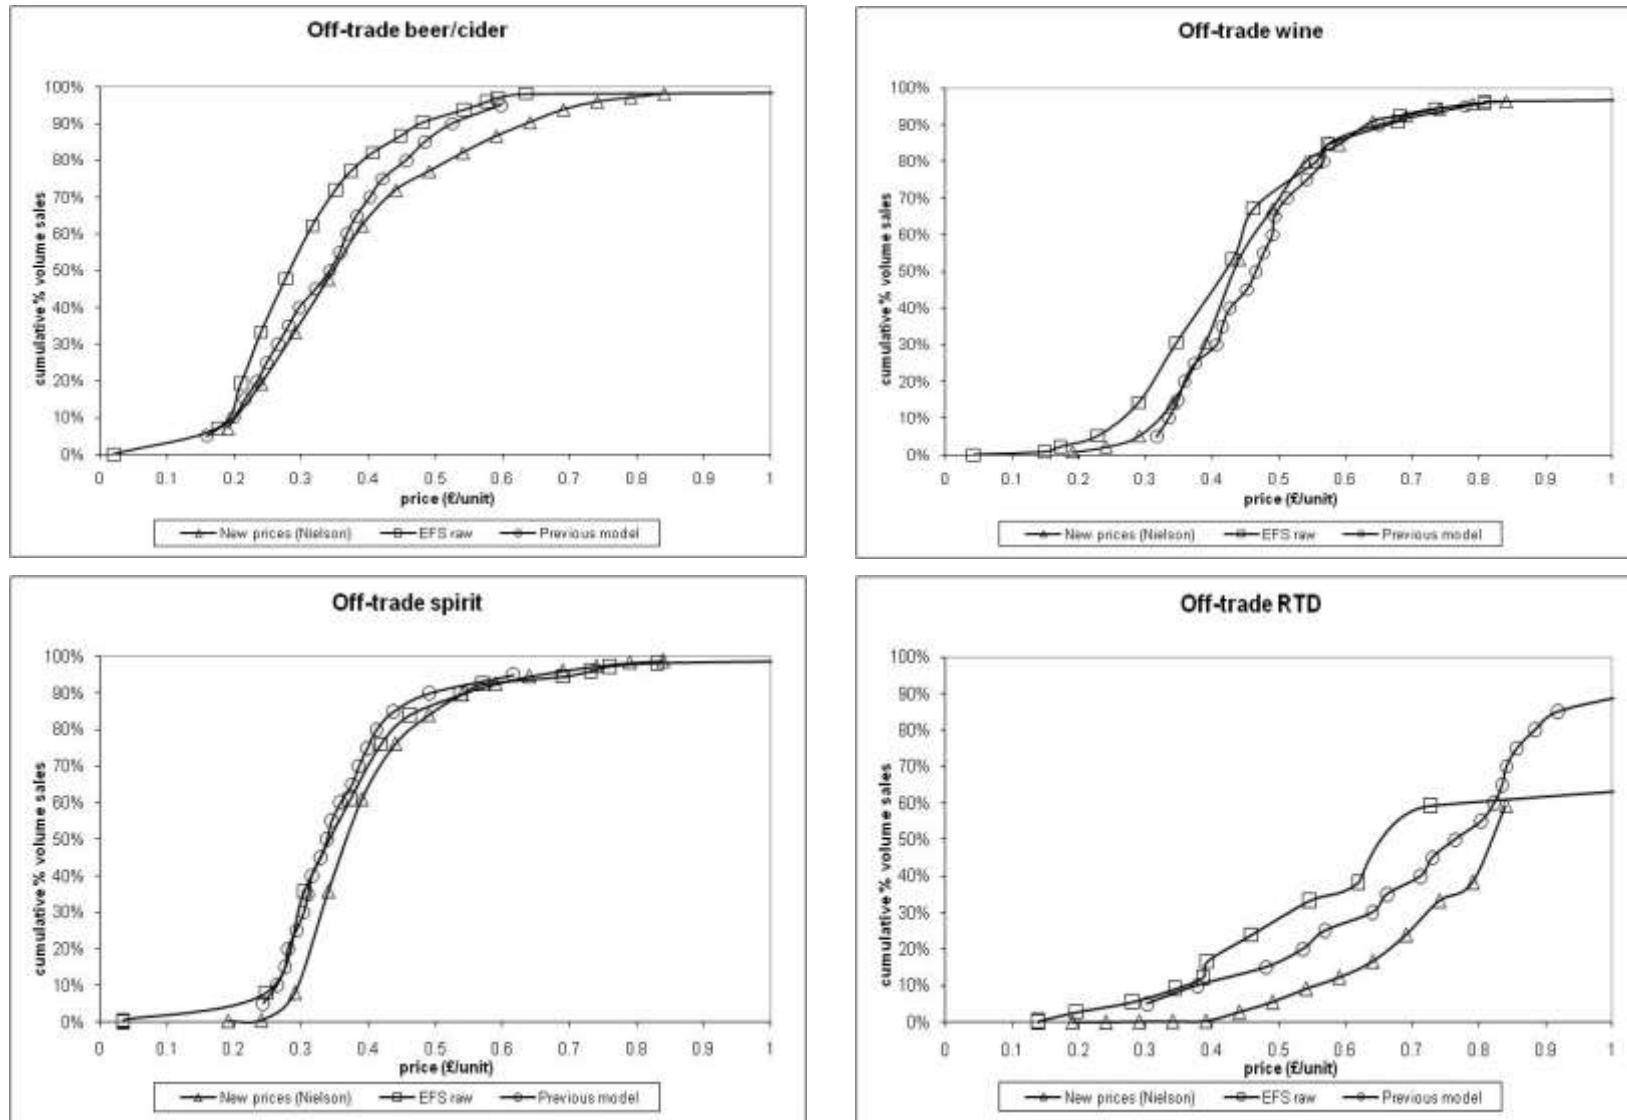 Off-trade beer/cider
100%
90%
80%
70%
60%
50%
40%
30%
20%
10%
0%
cumulative % volume sales
0 0.1 0.2 0.3 0.4 0.5 0.6 0.7 0.8 0.9 1
price (£/unit)
New prices (Nielson) EFS raw Previous model
Off-trade wine
100%
90%
80%
70%
60%
50%
40%
30%
20%
10%
0%
cumulative % volume sales
0 0.1 0.2 0.3 0.4 0.5 0.6 0.7 0.8 0.9 1
price (£/unit)
New prices (Nielson) EFS raw Previous model
Off-trade spirit
100%
90%
80%
70%
60%
50%
40%
30%
20%
10%
0%
cumulative % volume sales
0 0.1 0.2 0.3 0.4 0.5 0.6 0.7 0.8 0.9 1
price (£/unit)
New prices (Nielson) EFS raw Previous model
Off-trade RTD
100%
90%
80%
70%
60%
50%
40%
30%
20%
10%
0%
cumulative % volume sales
0 0.1 0.2 0.3 0.4 0.5 0.6 0.7 0.8 0.9 1
price (£/unit)
New prices (Nielson) EFS raw Previous model